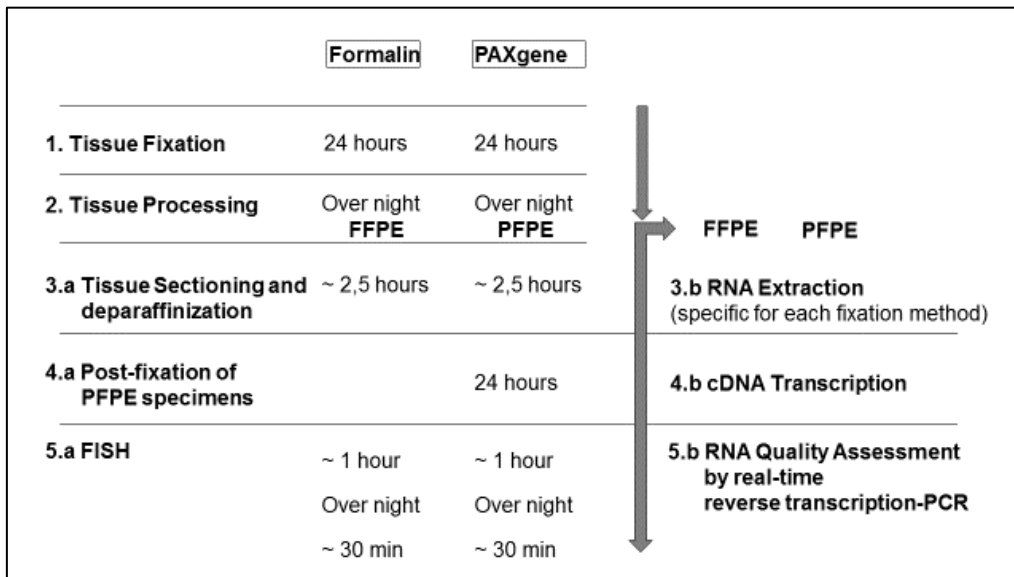 Formalin PAXgene
1. Tissue Fixation 24 hours 24 hours
2. Tissue Processing Over night Over night
FFPE PFPE FFPE PFPE
3.a Tissue Sectioning and ~ 2,5 hours ~ 2,5 hours 3.b RNA Extraction
deparaffinization (specific for each fixation method)
4.a Post-fixation of 24 hours 4.b cDNA Transcription
PFPE specimens
5.a FISH ~ 1 hour ~ 1 hour 5.b RNA Quality Assessment
by real-time
Over night Over night reverse transcription-PCR
~ 30 min ~ 30 min